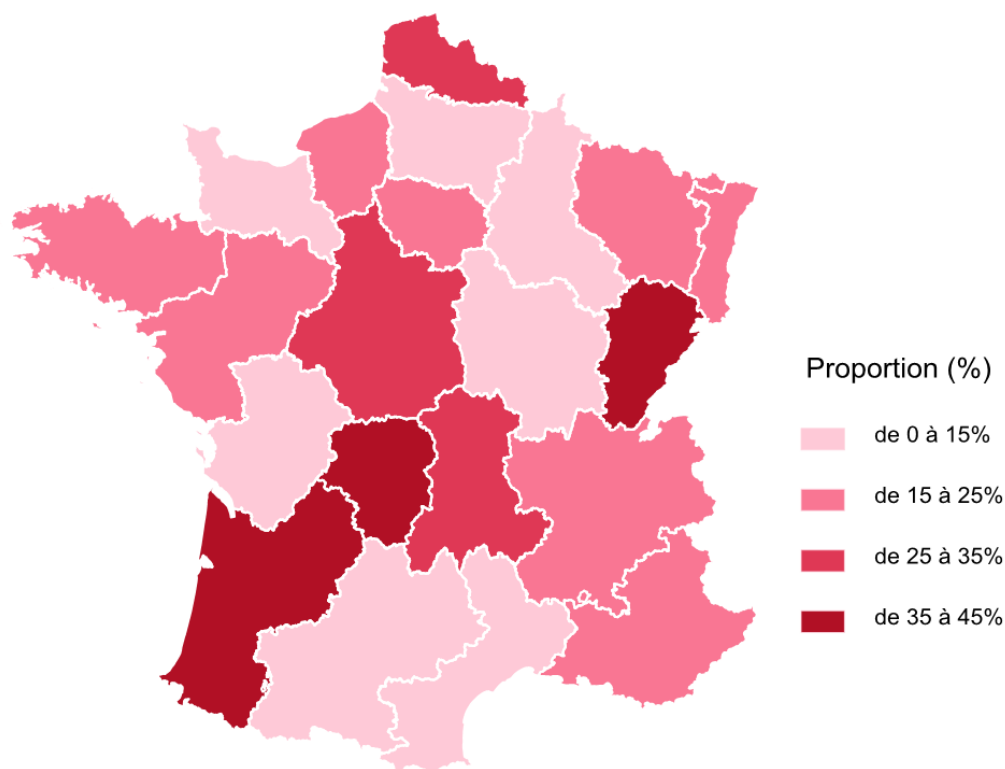 Proportion (%)
de 0 à 15%
de 15 à 25%
de 25 à 35%
de 35 à 45%